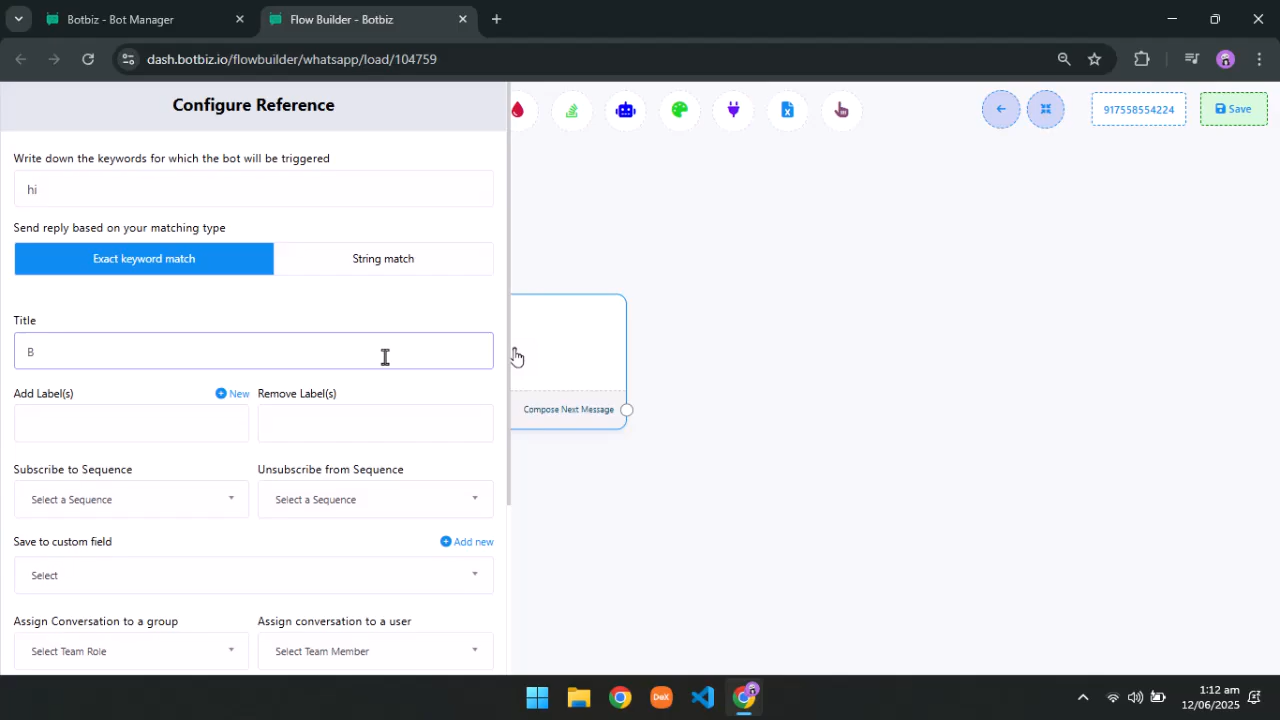 Botbiz - Bot Manager
Flow Builder - Botbiz
dash.botbiz.io/flowbuilder/whatsapp/load/104759
Configure Reference
917558554224
Save
Write down the keywords for which the bot will be triggered
hi
Send reply based on your matching type
Exact keyword match
String match
Title
B
Compose Next Message
Add Label(s)
New
Remove Label(s)
Subscribe to Sequence
Unsubscribe from Sequence
Select a Sequence
Select a Sequence
Save to custom field
Add new
Select
Assign Conversation to a group
Assign conversation to a user
Select Team Role
Select Team Member
DeX
1:12 am
12/06/2025